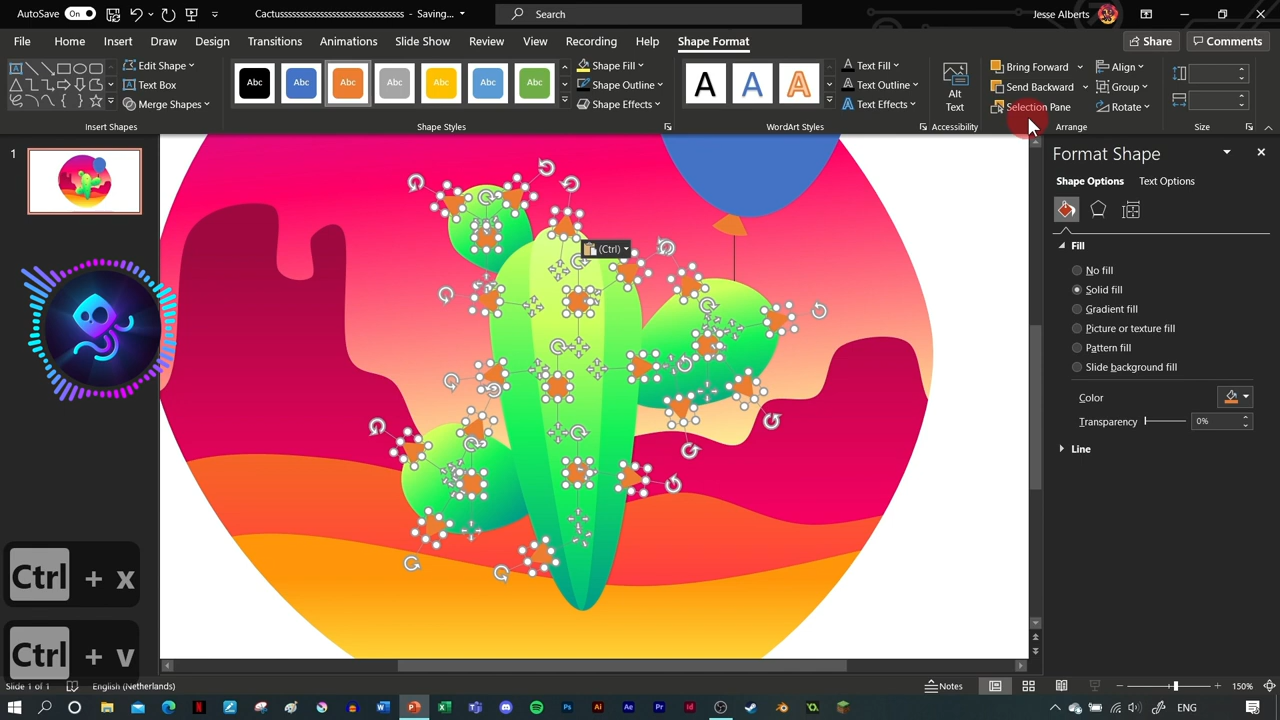 AutoSave
On
Cactusssssssssssssssssssssssssssssss - Saving...
Search
Jesse Alberts
File
Home
Insert
Draw
Design
Transitions
Animations
Slide Show
Review
View
Recording
Help
Shape Format
Share
Comments
Edit Shape
Text Box
Merge Shapes
Insert Shapes
Abc
Abc
Abc
Abc
Abc
Abc
Abc
Shape Fill
Shape Outline
Shape Effects
Shape Styles
A
A
A
Text Fill
Text Outline
Text Effects
WordArt Styles
Alt
Text
Accessibility
Bring Forward
Send Backward
Selection Pane
Align
Group
Rotate
Arrange
Size
1
(Ctrl)
Format Shape
Shape Options
Text Options
Fill
No fill
Solid fill
Gradient fill
Picture or texture fill
Pattern fill
Slide background fill
Color
Transparency
0%
Line
Ctrl + x
Ctrl + v
Slide 1 of 1
English (Netherlands)
Notes
150%
ENG